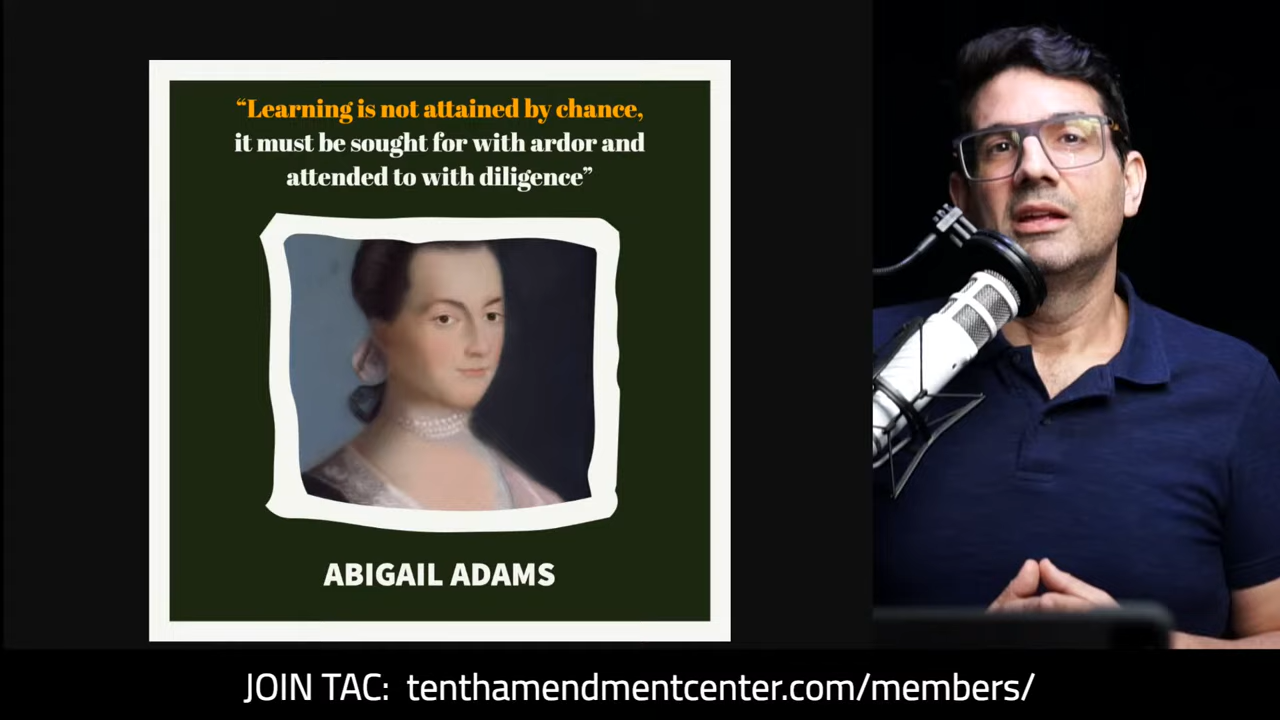 “Learning is not attained by chance,
it must be sought for with ardor and
attended to with diligence”
ABIGAIL ADAMS
JOIN TAC: tenthamendmentcenter.com/members/